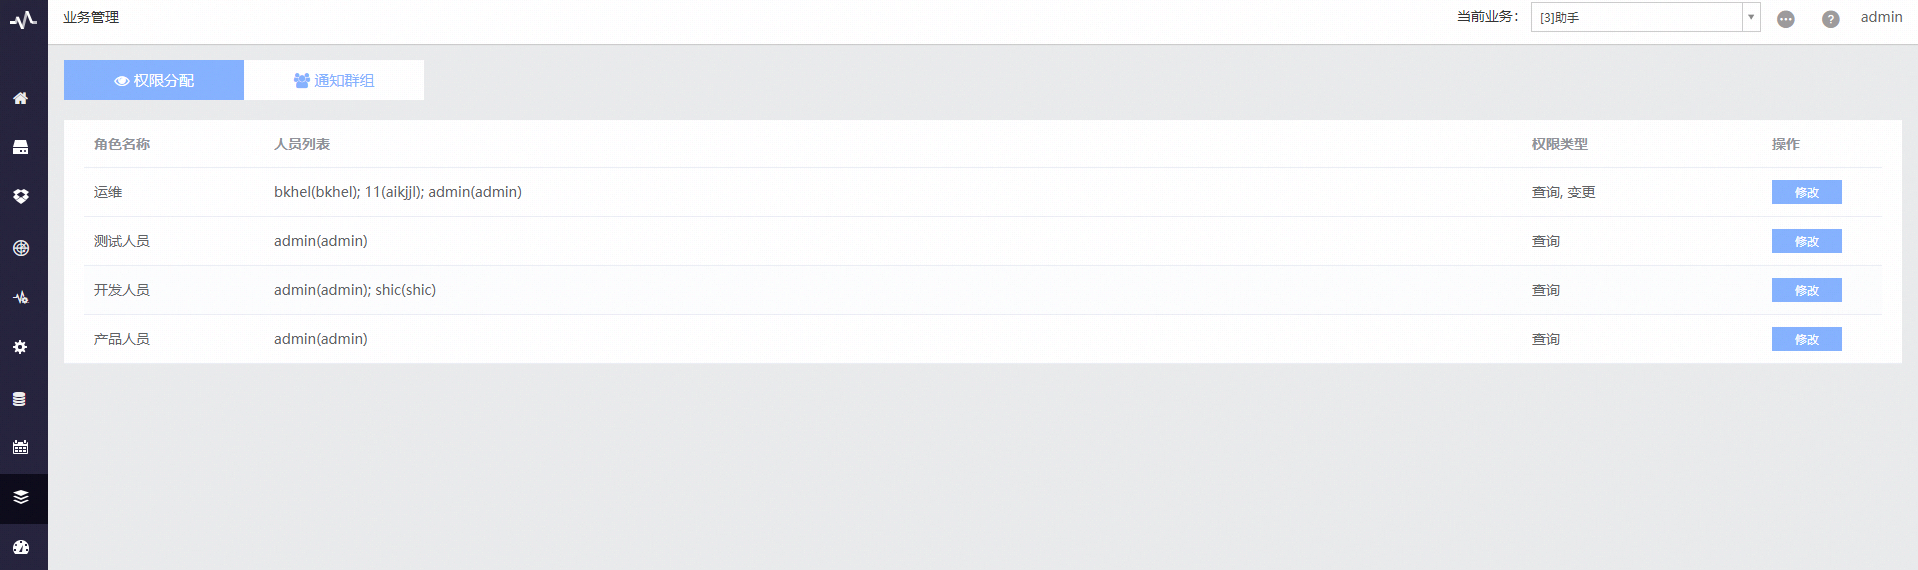 业务管理 当前业务： [3]助手 admin
权限分配 通知群组
角色名称 人员列表 权限类型 操作
运维 bkhel(bkhel); 11(aikjjl); admin(admin) 查询, 变更 修改
测试人员 admin(admin) 查询 修改
开发人员 admin(admin); shic(shic) 查询 修改
产品人员 admin(admin) 查询 修改